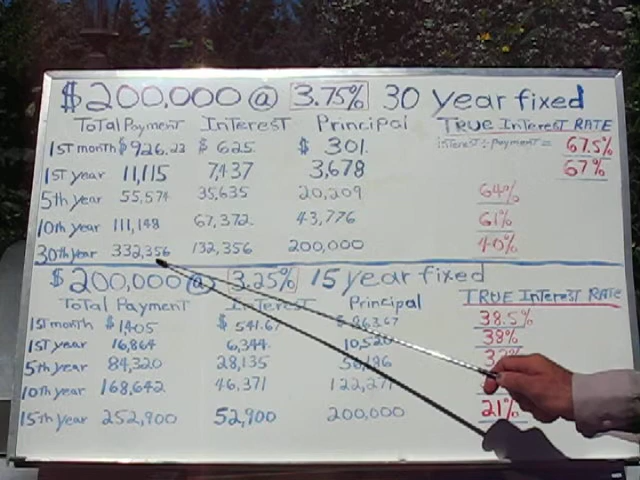 $200,000 @ 3.75% 30 year fixed
Total Payment Interest Principal TRUE Interest RATE
1st month $926.23 $625 $301. interest ÷ payment = 67.5%
1st year 11,115 7,437 3,678 67%
5th year 55,574 35,635 20,209 64%
10th year 111,148 67,372 43,776 61%
30th year 332,356 132,356 200,000 40%
$200,000 @ 3.25% 15 year fixed
Total Payment Interest Principal TRUE Interest RATE
1st month $1405 $541.67 $863.67 38.5%
1st year 16,864 6,344 10,520 38%
5th year 84,320 28,135
10th year 168,642 46,371
15th year 252,900 52,900 200,000 21%